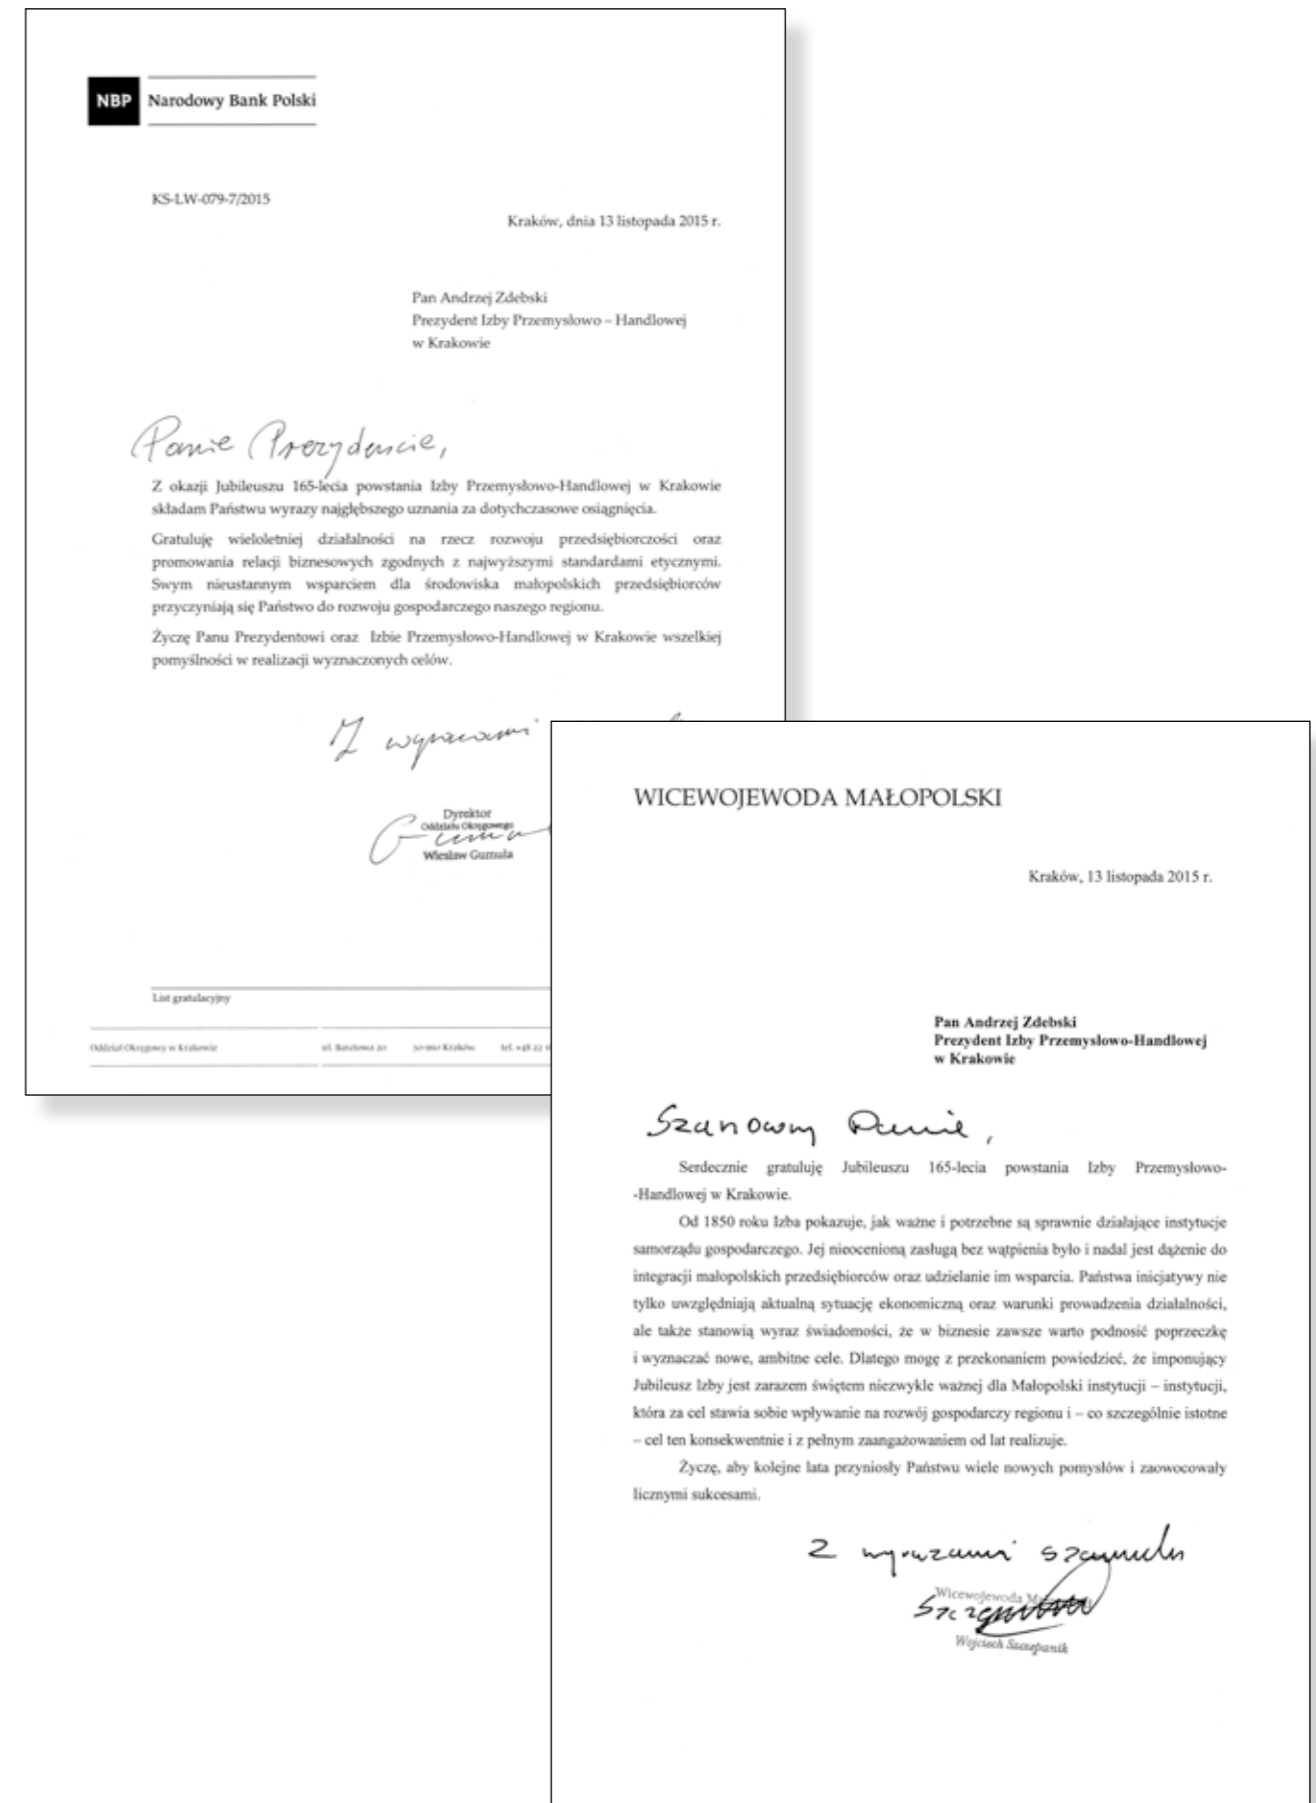 NBP Narodowy Bank Polski
KS-LW-079-7/2015
Kraków, dnia 13 listopada 2015 r.
Pan Andrzej Zdebski
Prezydent Izby Przemysłowo – Handlowej
w Krakowie
Panie Prezydencie,
Z okazji Jubileuszu 165-lecia powstania Izby Przemysłowo-Handlowej w Krakowie
składam Państwu wyrazy najgłębszego uznania za dotychczasowe osiągnięcia.
Gratuluję wieloletniej działalności na rzecz rozwoju przedsiębiorczości oraz
promowania relacji biznesowych zgodnych z najwyższymi standardami etycznymi.
Swym nieustannym wsparciem dla środowiska małopolskich przedsiębiorców
przyczyniają się Państwo do rozwoju gospodarczego naszego regionu.
Życzę Panu Prezydentowi oraz Izbie Przemysłowo-Handlowej w Krakowie wszelkiej
pomyślności w realizacji wyznaczonych celów.
Z wyrazami
Dyrektor
Oddziału Okręgowego
Wiesław Gumuła
List gratulacyjny
Oddział Okręgowy w Krakowie ul. Basztowa 20 30-960 Kraków tel. +48 22
WICEWOJEWODA MAŁOPOLSKI
Kraków, 13 listopada 2015 r.
Pan Andrzej Zdebski
Prezydent Izby Przemysłowo-Handlowej
w Krakowie
Szanowny Panie,
Serdecznie gratuluję Jubileuszu 165-lecia powstania Izby Przemysłowo-
-Handlowej w Krakowie.
Od 1850 roku Izba pokazuje, jak ważne i potrzebne są sprawnie działające instytucje
samorządu gospodarczego. Jej nieocenioną zasługą bez wątpienia było i nadal jest dążenie do
integracji małopolskich przedsiębiorców oraz udzielanie im wsparcia. Państwa inicjatywy nie
tylko uwzględniają aktualną sytuację ekonomiczną oraz warunki prowadzenia działalności,
ale także stanowią wyraz świadomości, że w biznesie zawsze warto podnosić poprzeczkę
i wyznaczać nowe, ambitne cele. Dlatego mogę z przekonaniem powiedzieć, że imponujący
Jubileusz Izby jest zarazem świętem niezwykle ważnej dla Małopolski instytucji – instytucji,
która za cel stawia sobie wpływanie na rozwój gospodarczy regionu i – co szczególnie istotne
– cel ten konsekwentnie i z pełnym zaangażowaniem od lat realizuje.
Życzę, aby kolejne lata przyniosły Państwu wiele nowych pomysłów i zaowocowały
licznymi sukcesami.
Z wyrazami szacunku
Wicewojewoda
Wojciech Szczepanik